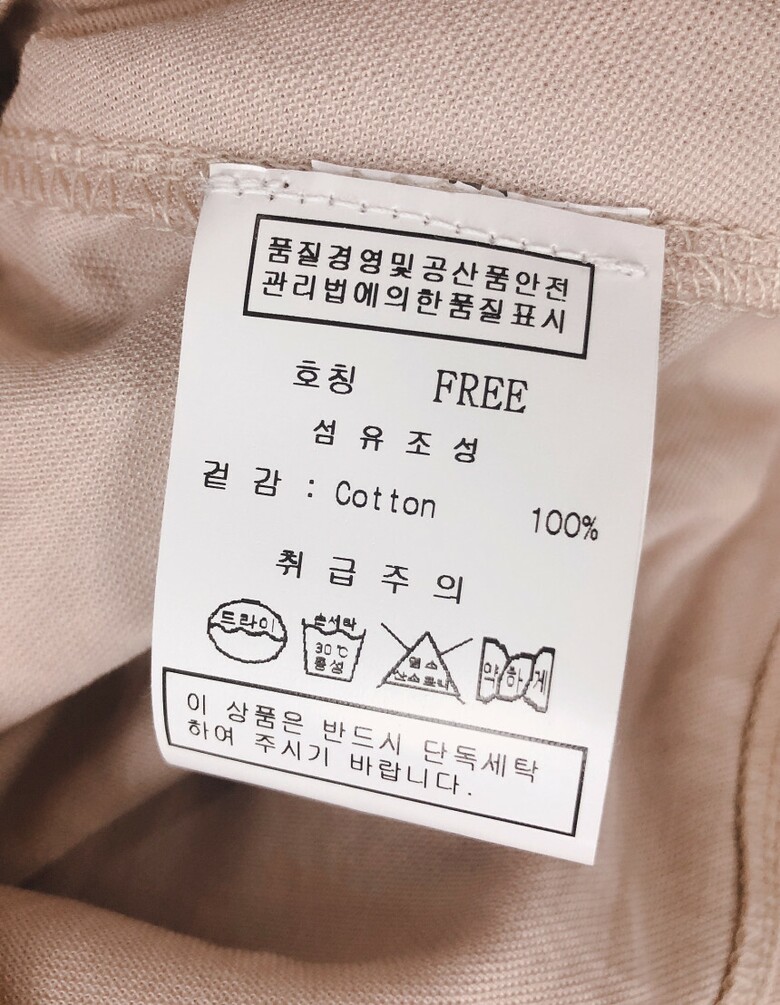 품질경영및공산품안전
관리법에의한품질표시
호칭 FREE
섬유조성
겉감 : Cotton 100%
취급주의
드라이
손세탁
30℃
중성
염소
산소표백
약하게
이 상품은 반드시 단독세탁
하여 주시기 바랍니다.